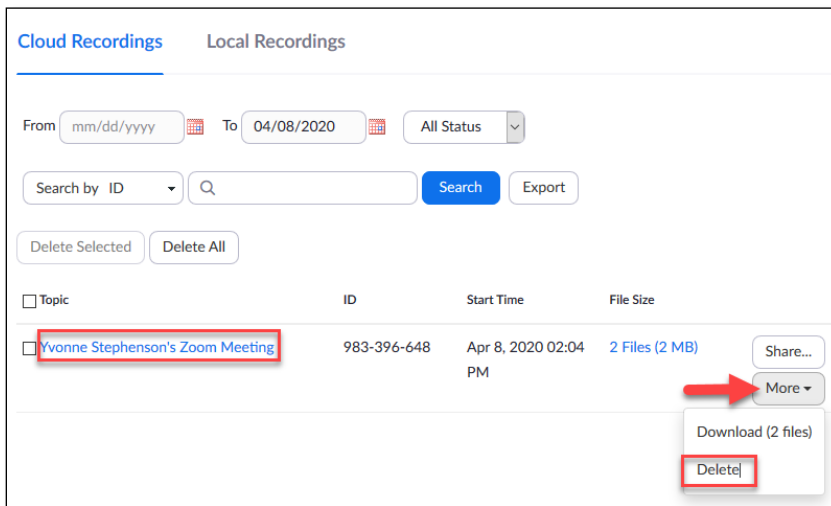 Cloud Recordings Local Recordings
From mm/dd/yyyy To 04/08/2020 All Status
Search by ID Search Export
Delete Selected Delete All
Topic ID Start Time File Size
Yvonne Stephenson's Zoom Meeting 983-396-648 Apr 8, 2020 02:04 2 Files (2 MB) Share...
PM
More
Download (2 files)
Delete